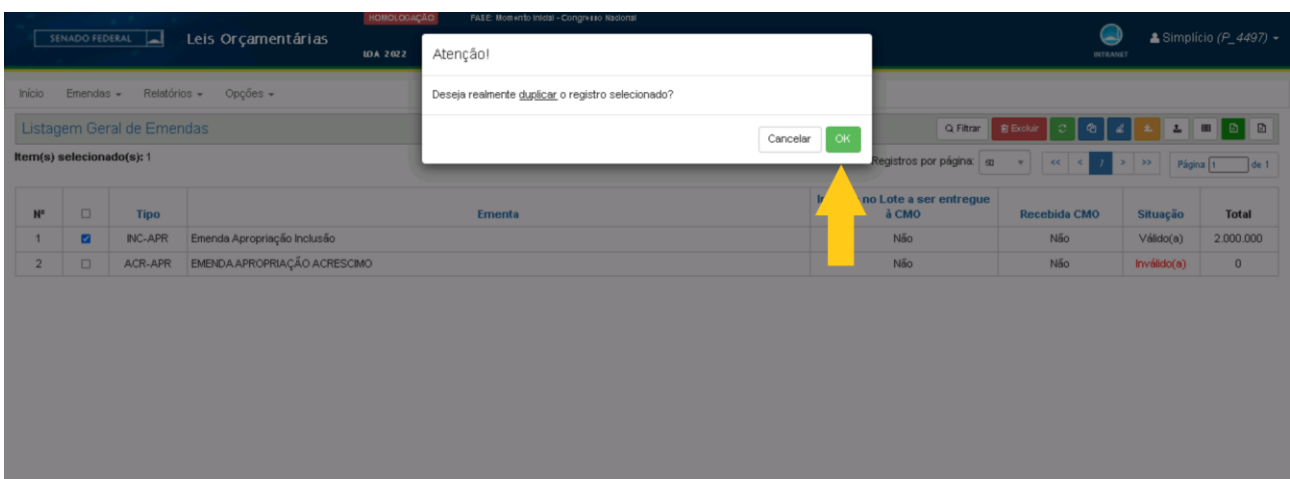 HOMOLOGAÇÃO FASE: Momento Inicial - Congresso Nacional
SENADO FEDERAL Leis Orçamentárias
LOA 2022
INTRANET
Simplício (P_4497)
Atenção!
Deseja realmente duplicar o registro selecionado?
Cancelar OK
Início Emendas Relatórios Opções
Listagem Geral de Emendas
Filtrar Excluir
Item(s) selecionado(s): 1
Registros por página: 50 << < 1 > >> Página 1 de 1
Nº Tipo Ementa no Lote a ser entregue à CMO Recebida CMO Situação Total
1 INC-APR Emenda Apropriação Inclusão Não Não Válido(a) 2.000.000
2 ACR-APR EMENDA APROPRIAÇÃO ACRESCIMO Não Não Inválido(a) 0